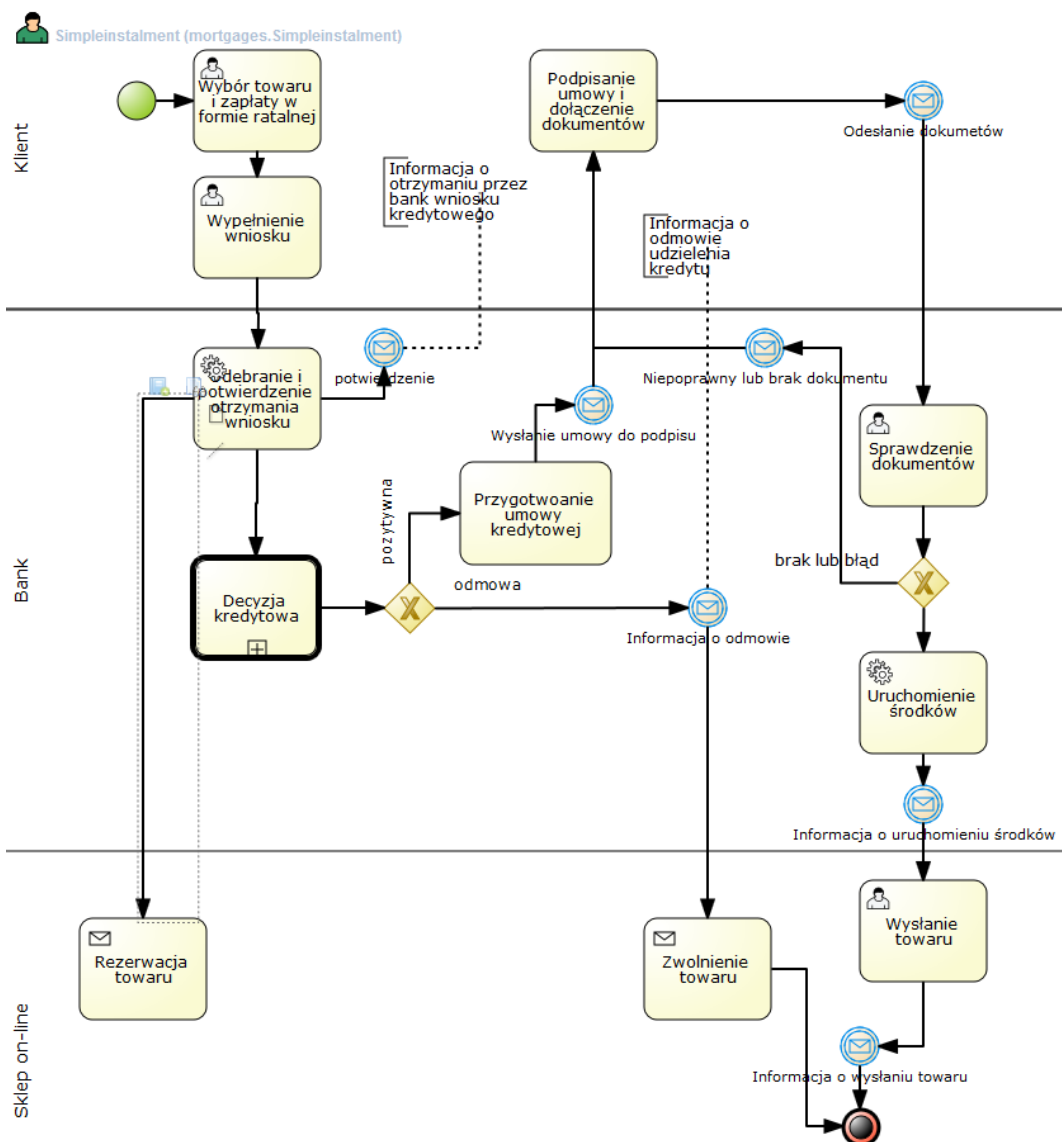 Simpleinstalment (mortgages.Simpleinstalment)
Klient
Wybór towaru
i zapłaty w
formie ratalnej
Wypełnienie
wniosku
Informacja o
otrzymaniu przez
bank wniosku
kredytowego
Podpisanie
umowy i
dołączenie
dokumentów
Odesłanie dokumetów
Informacja o
odmowie
udzielenia
kredytu
Bank
debranie i
potwierdzenie
otrzymania
wniosku
potwierdzenie
Niepoprawny lub brak dokumentu
Wysłanie umowy do podpisu
Sprawdzenie
dokumentów
Przygotwoanie
umowy
kredytowej
pozytywna
odmowa
brak lub błąd
Decyzja
kredytowa
Informacja o odmowie
Uruchomienie
środków
Informacja o uruchomieniu środków
Sklep on-line
Rezerwacja
towaru
Zwolnienie
towaru
Wysłanie
towaru
Informacja o wysłaniu towaru